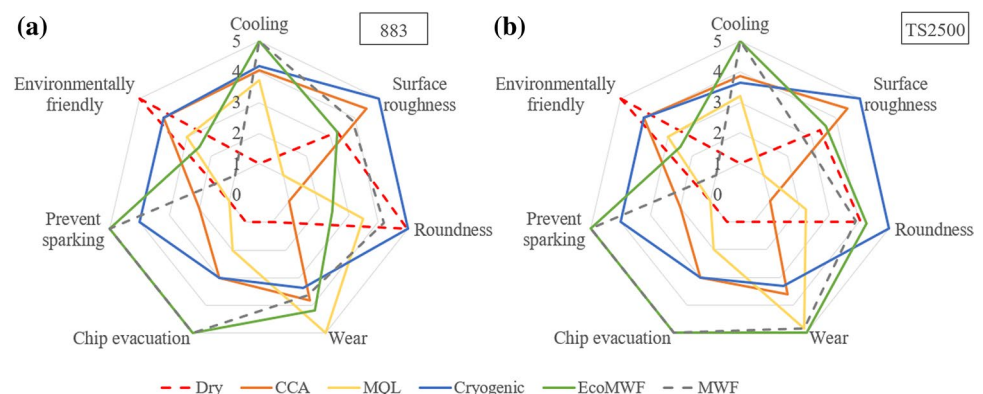 (a)
883
Cooling
5
4
3
2
1
0
Surface
roughness
Roundness
Wear
Chip evacuation
Prevent
sparking
Environmentally
friendly
(b)
TS2500
Cooling
5
4
3
2
1
0
Surface
roughness
Roundness
Wear
Chip evacuation
Prevent
sparking
Environmentally
friendly
Dry CCA MQL Cryogenic EcoMWF MWF